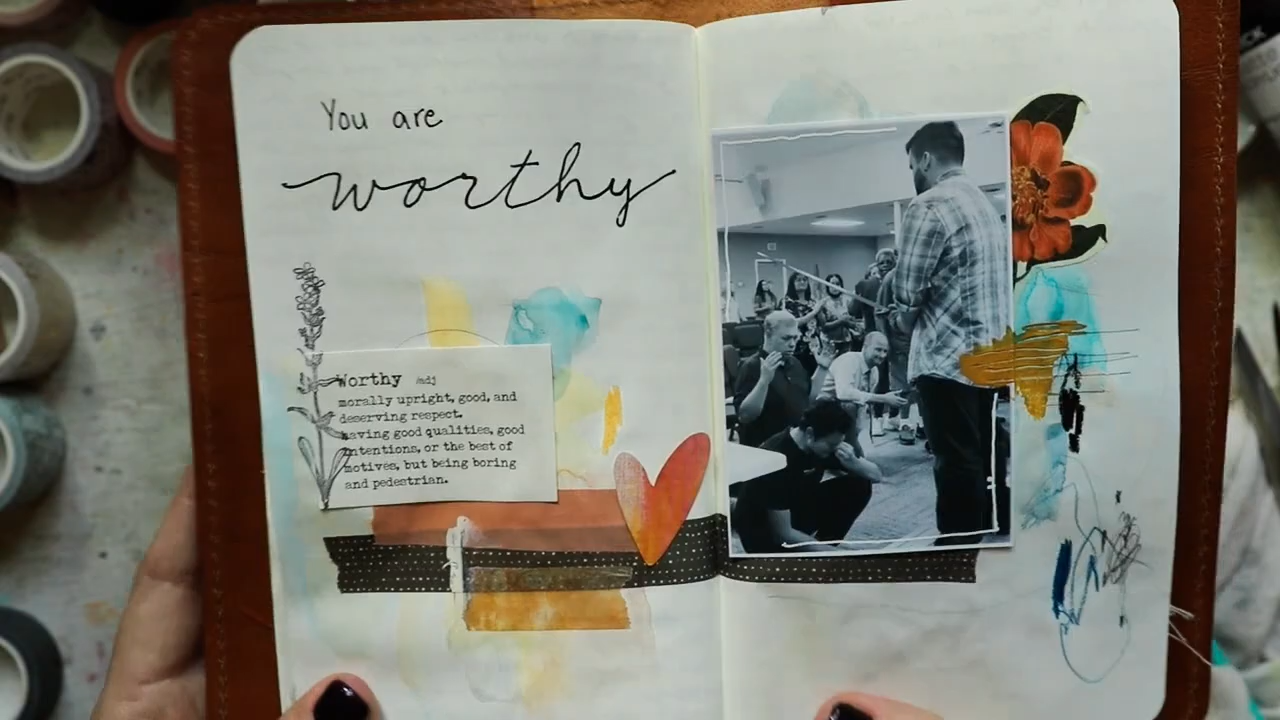 You are
worthy
Worthy /adj
morally upright, good, and
deserving respect.
having good qualities, good
intentions, or the best of
motives, but being boring
and pedestrian.